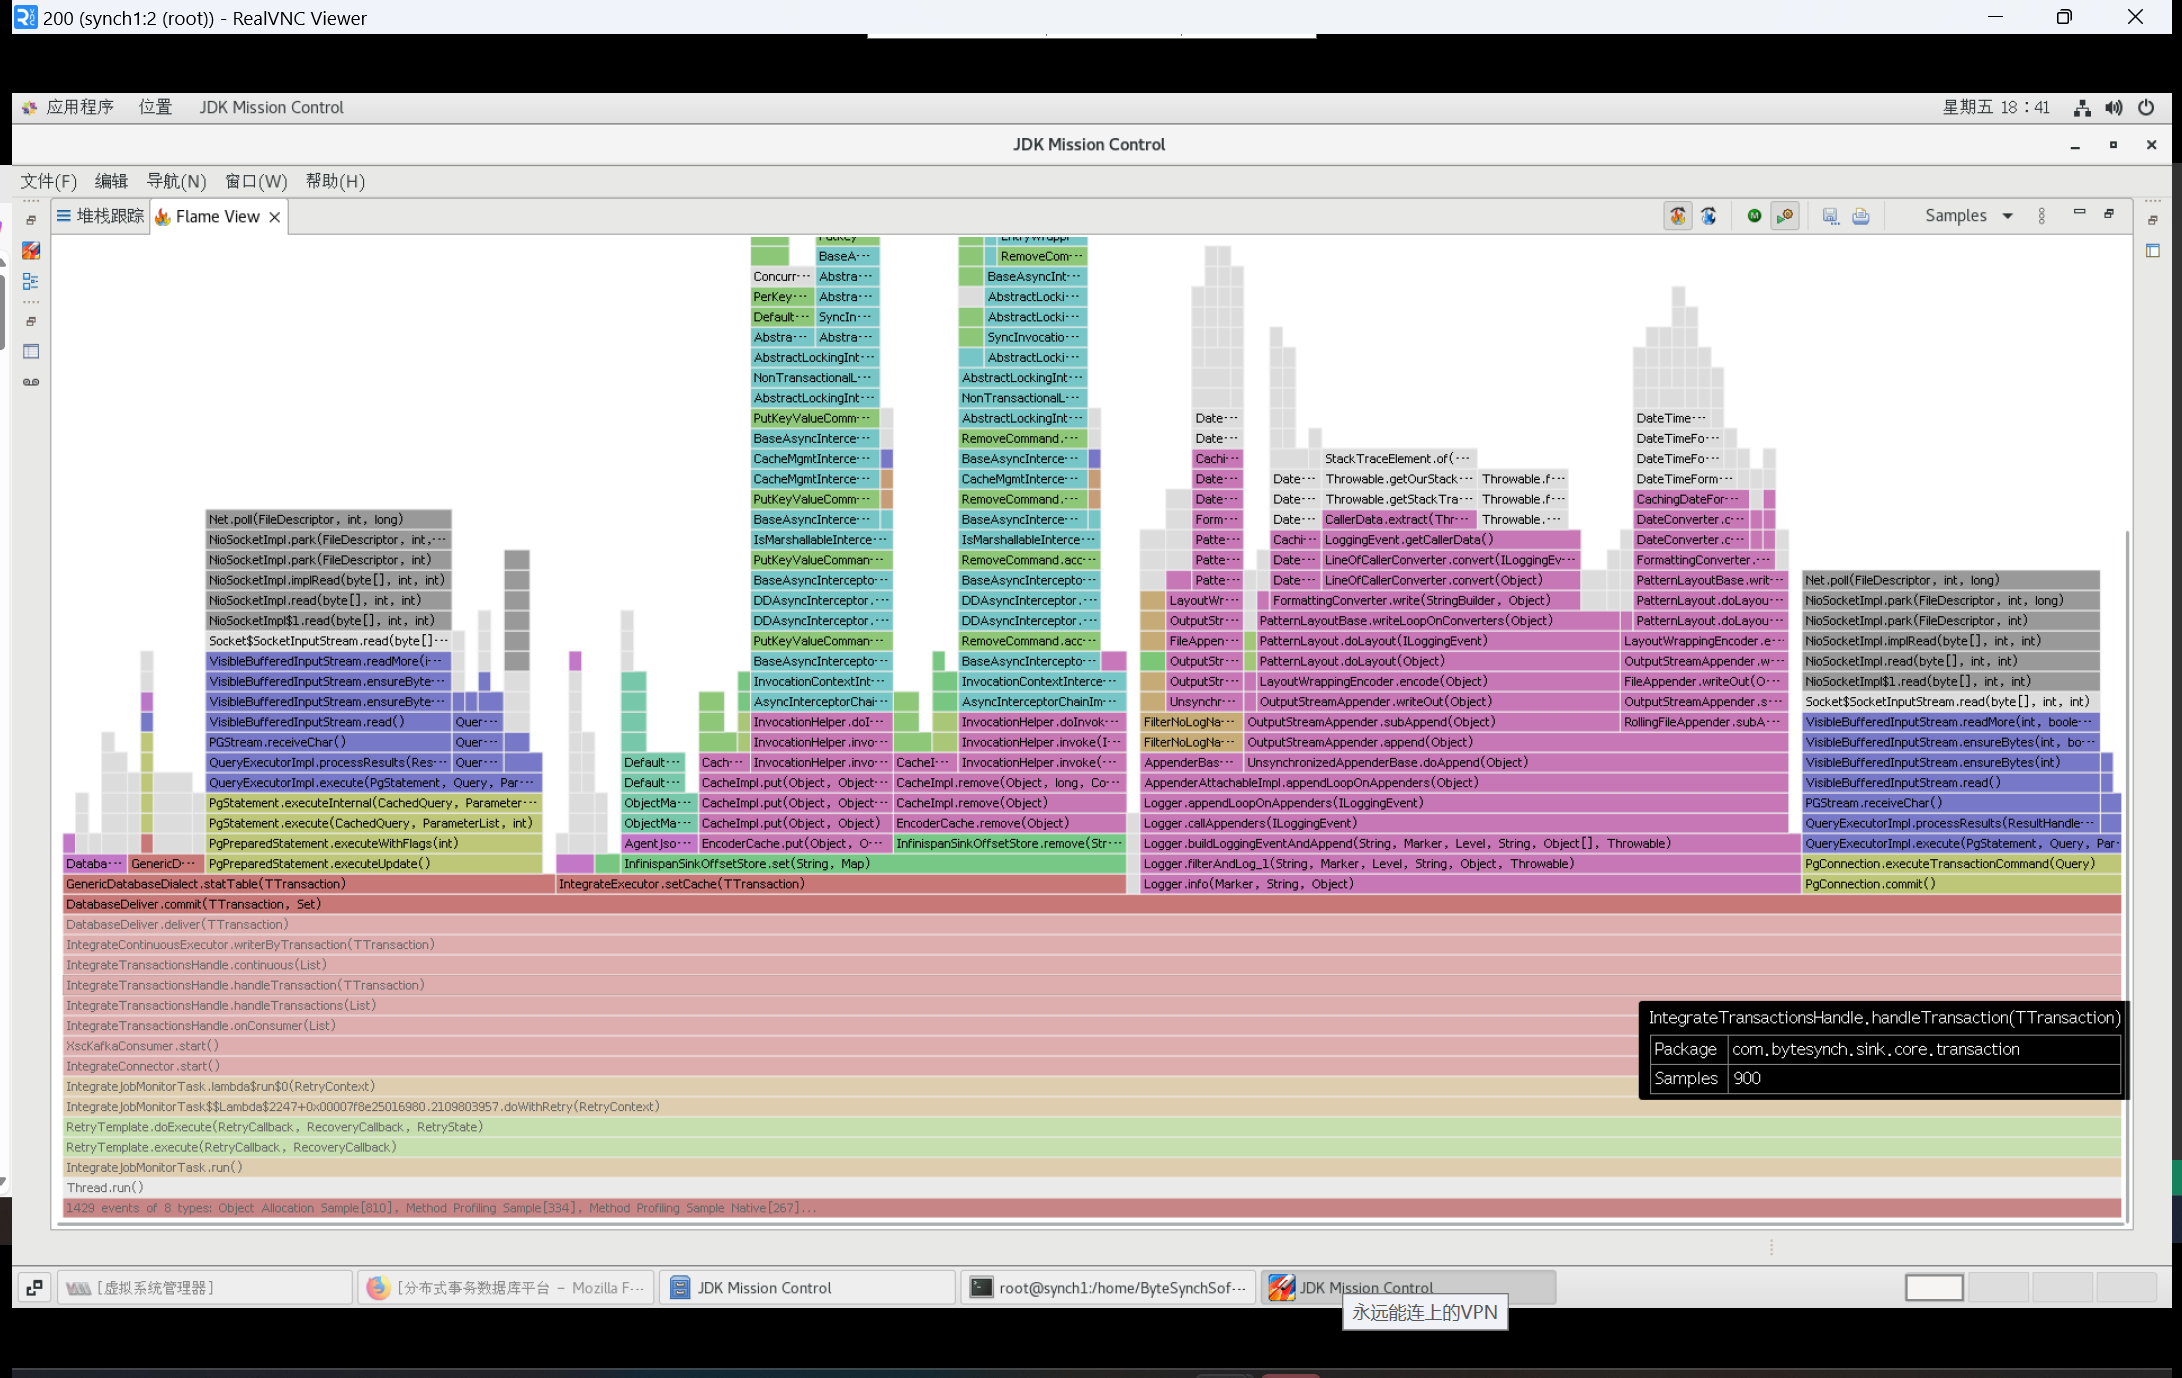 200 (synch1:2 (root)) - RealVNC Viewer
应用程序 位置 JDK Mission Control 星期五 18：41
JDK Mission Control
文件(F) 编辑 导航(N) 窗口(W) 帮助(H)
堆栈跟踪 Flame View Samples
BaseA··· RemoveCom···
Concurr··· Abstra··· BaseAsyncInt···
PerKey··· Abstra··· AbstractLocki···
Default··· SyncIn··· AbstractLocki···
Abstra··· Abstra··· SyncInvocatio···
AbstractLockingInt··· AbstractLocki···
NonTransactionalL··· AbstractLockingInt···
AbstractLockingInt··· NonTransactionalL···
PutKeyValueComm··· AbstractLockingInt··· Date··· DateTime···
BaseAsyncInterce··· RemoveCommand.··· Date··· DateTimeFo···
CacheMgmtInterce··· BaseAsyncInterce··· Cachi··· StackTraceElement.of(··· DateTimeFo···
CacheMgmtInterce··· CacheMgmtInterce··· Date··· Date··· Throwable.getOurStack··· Throwable.f··· DateTimeForm···
PutKeyValueComm··· RemoveCommand.··· Date··· Date··· Throwable.getStackTra··· Throwable.f··· CachingDateFor···
Net.poll(FileDescriptor, int, long) BaseAsyncInterce··· BaseAsyncInterce··· Form··· Date··· CallerData.extract(Thr··· Throwable.··· DateConverter.c···
NioSocketImpl.park(FileDescriptor, int,··· IsMarshallableInterce··· IsMarshallableInterce··· Patte··· Cachi··· LoggingEvent.getCallerData() DateConverter.c···
NioSocketImpl.park(FileDescriptor, int) PutKeyValueComman··· RemoveCommand.acc··· Patte··· Date··· LineOfCallerConverter.convert(ILoggingEv··· FormattingConverter.···
NioSocketImpl.implRead(byte[], int, int) BaseAsyncIntercepto··· BaseAsyncIntercepto··· Patte··· Date··· LineOfCallerConverter.convert(Object) PatternLayoutBase.writ··· Net.poll(FileDescriptor, int, long)
NioSocketImpl.read(byte[], int, int) DDAsyncInterceptor.··· DDAsyncInterceptor.··· LayoutWr··· FormattingConverter.write(StringBuilder, Object) PatternLayout.doLayou··· NioSocketImpl.park(FileDescriptor, int, long)
NioSocketImpl$1.read(byte[], int, int) DDAsyncInterceptor.··· DDAsyncInterceptor.··· OutputStr··· PatternLayoutBase.writeLoopOnConverters(Object) PatternLayout.doLayou··· NioSocketImpl.park(FileDescriptor, int)
Socket$SocketInputStream.read(byte[]··· PutKeyValueComman··· RemoveCommand.acc··· FileAppen··· PatternLayout.doLayout(ILoggingEvent) LayoutWrappingEncoder.e··· NioSocketImpl.implRead(byte[], int, int)
VisibleBufferedInputStream.readMore(i··· BaseAsyncIntercepto··· BaseAsyncIntercepto··· OutputStr··· PatternLayout.doLayout(Object) OutputStreamAppender.w··· NioSocketImpl.read(byte[], int, int)
VisibleBufferedInputStream.ensureByte··· InvocationContextInt··· InvocationContextInterce··· OutputStr··· LayoutWrappingEncoder.encode(Object) FileAppender.writeOut(O··· NioSocketImpl$1.read(byte[], int, int)
VisibleBufferedInputStream.ensureByte··· AsyncInterceptorChai··· AsyncInterceptorChainIm··· Unsynchr··· OutputStreamAppender.writeOut(Object) OutputStreamAppender.s··· Socket$SocketInputStream.read(byte[], int, int)
VisibleBufferedInputStream.read() Quer··· InvocationHelper.doI··· InvocationHelper.doInvok··· FilterNoLogNa··· OutputStreamAppender.subAppend(Object) RollingFileAppender.subA··· VisibleBufferedInputStream.readMore(int, boole···
PGStream.receiveChar() Quer··· InvocationHelper.invo··· InvocationHelper.invoke(I··· FilterNoLogNa··· OutputStreamAppender.append(Object) VisibleBufferedInputStream.ensureBytes(int, bo···
QueryExecutorImpl.processResults(Res··· Quer··· Default··· Cach··· InvocationHelper.invo··· CacheI··· InvocationHelper.invoke(··· AppenderBas··· UnsynchronizedAppenderBase.doAppend(Object) VisibleBufferedInputStream.ensureBytes(int)
QueryExecutorImpl.execute(PgStatement, Query, Par··· Default··· CacheImpl.put(Object, Object··· CacheImpl.remove(Object, long, Co··· AppenderAttachableImpl.appendLoopOnAppenders(Object) VisibleBufferedInputStream.read()
PgStatement.executeInternal(CachedQuery, Parameter··· ObjectMa··· CacheImpl.put(Object, Object··· CacheImpl.remove(Object) Logger.appendLoopOnAppenders(ILoggingEvent) PGStream.receiveChar()
PgStatement.execute(CachedQuery, ParameterList, int) ObjectMa··· CacheImpl.put(Object, Object) EncoderCache.remove(Object) Logger.callAppenders(ILoggingEvent) QueryExecutorImpl.processResults(ResultHandle···
PgPreparedStatement.executeWithFlags(int) AgentJso··· EncoderCache.put(Object, O··· InfinispanSinkOffsetStore.remove(Str··· Logger.buildLoggingEventAndAppend(String, Marker, Level, String, Object[], Throwable) QueryExecutorImpl.execute(PgStatement, Query, Par···
Databa··· GenericD··· PgPreparedStatement.executeUpdate() InfinispanSinkOffsetStore.set(String, Map) Logger.filterAndLog_1(String, Marker, Level, String, Object, Throwable) PgConnection.executeTransactionCommand(Query)
GenericDatabaseDialect.statTable(TTransaction) IntegrateExecutor.setCache(TTransaction) Logger.info(Marker, String, Object) PgConnection.commit()
DatabaseDeliver.commit(TTransaction, Set)
DatabaseDeliver.deliver(TTransaction)
IntegrateContinuousExecutor.writerByTransaction(TTransaction)
IntegrateTransactionsHandle.continuous(List)
IntegrateTransactionsHandle.handleTransaction(TTransaction)
IntegrateTransactionsHandle.handleTransactions(List)
IntegrateTransactionsHandle.onConsumer(List)
XscKafkaConsumer.start()
IntegrateConnector.start()
IntegrateJobMonitorTask.lambda$run$0(RetryContext)
IntegrateJobMonitorTask$$Lambda$2247+0x00007f8e25016980.2109803957.doWithRetry(RetryContext)
RetryTemplate.doExecute(RetryCallback, RecoveryCallback, RetryState)
RetryTemplate.execute(RetryCallback, RecoveryCallback)
IntegrateJobMonitorTask.run()
Thread.run()
1429 events of 8 types: Object Allocation Sample[810], Method Profiling Sample[334], Method Profiling Sample Native[267]...
IntegrateTransactionsHandle.handleTransaction(TTransaction)
Package com.bytesynch.sink.core.transaction
Samples 900
[虚拟系统管理器] [分布式事务数据库平台 – Mozilla F··· JDK Mission Control root@synch1:/home/ByteSynchSof··· JDK Mission Control
永远能连上的VPN